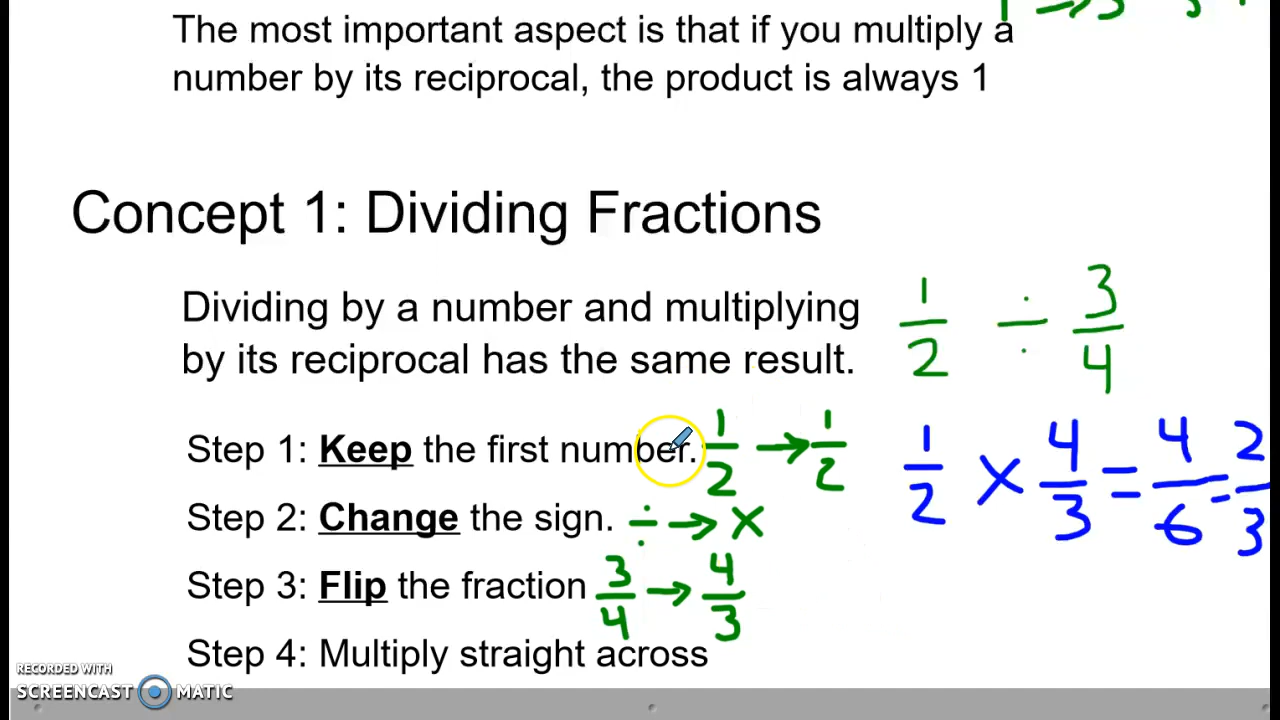 The most important aspect is that if you multiply a
number by its reciprocal, the product is always 1
Concept 1: Dividing Fractions
Dividing by a number and multiplying
by its reciprocal has the same result.
1/2 ÷ 3/4
Step 1: Keep the first number. 1/2 → 1/2
1/2 × 4/3 = 4/6 = 2/3
Step 2: Change the sign. ÷ → ×
Step 3: Flip the fraction 3/4 → 4/3
Step 4: Multiply straight across
RECORDED WITH
SCREENCAST MATIC